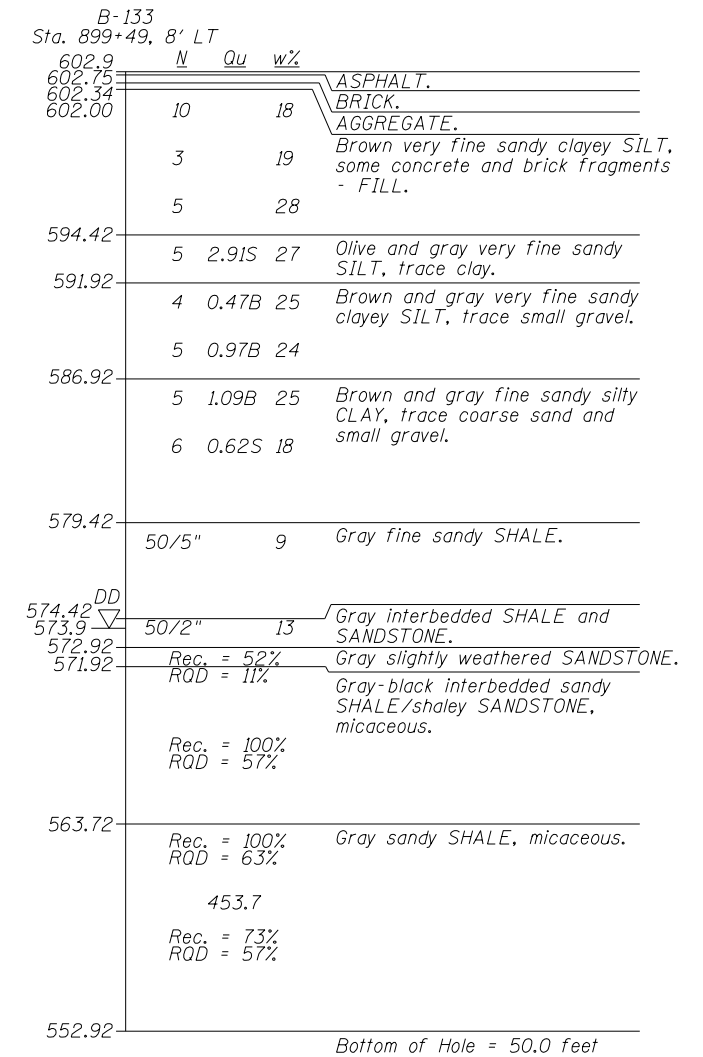 B-133
Sta. 899+49, 8' LT
N Qu w%
602.9
602.75 ASPHALT.
602.34 BRICK.
602.00 10 18 AGGREGATE.
Brown very fine sandy clayey SILT,
3 19 some concrete and brick fragments
- FILL.
5 28
594.42
5 2.91S 27 Olive and gray very fine sandy
SILT, trace clay.
591.92
4 0.47B 25 Brown and gray very fine sandy
clayey SILT, trace small gravel.
5 0.97B 24
586.92
5 1.09B 25 Brown and gray fine sandy silty
CLAY, trace coarse sand and
6 0.62S 18 small gravel.
579.42
50/5" 9 Gray fine sandy SHALE.
DD
574.42 Gray interbedded SHALE and
573.9 50/2" 13 SANDSTONE.
572.92
571.92 Rec. = 52% Gray slightly weathered SANDSTONE.
RQD = 11% Gray-black interbedded sandy
SHALE/shaley SANDSTONE,
micaceous.
Rec. = 100%
RQD = 57%
563.72
Rec. = 100% Gray sandy SHALE, micaceous.
RQD = 63%
453.7
Rec. = 73%
RQD = 57%
552.92
Bottom of Hole = 50.0 feet